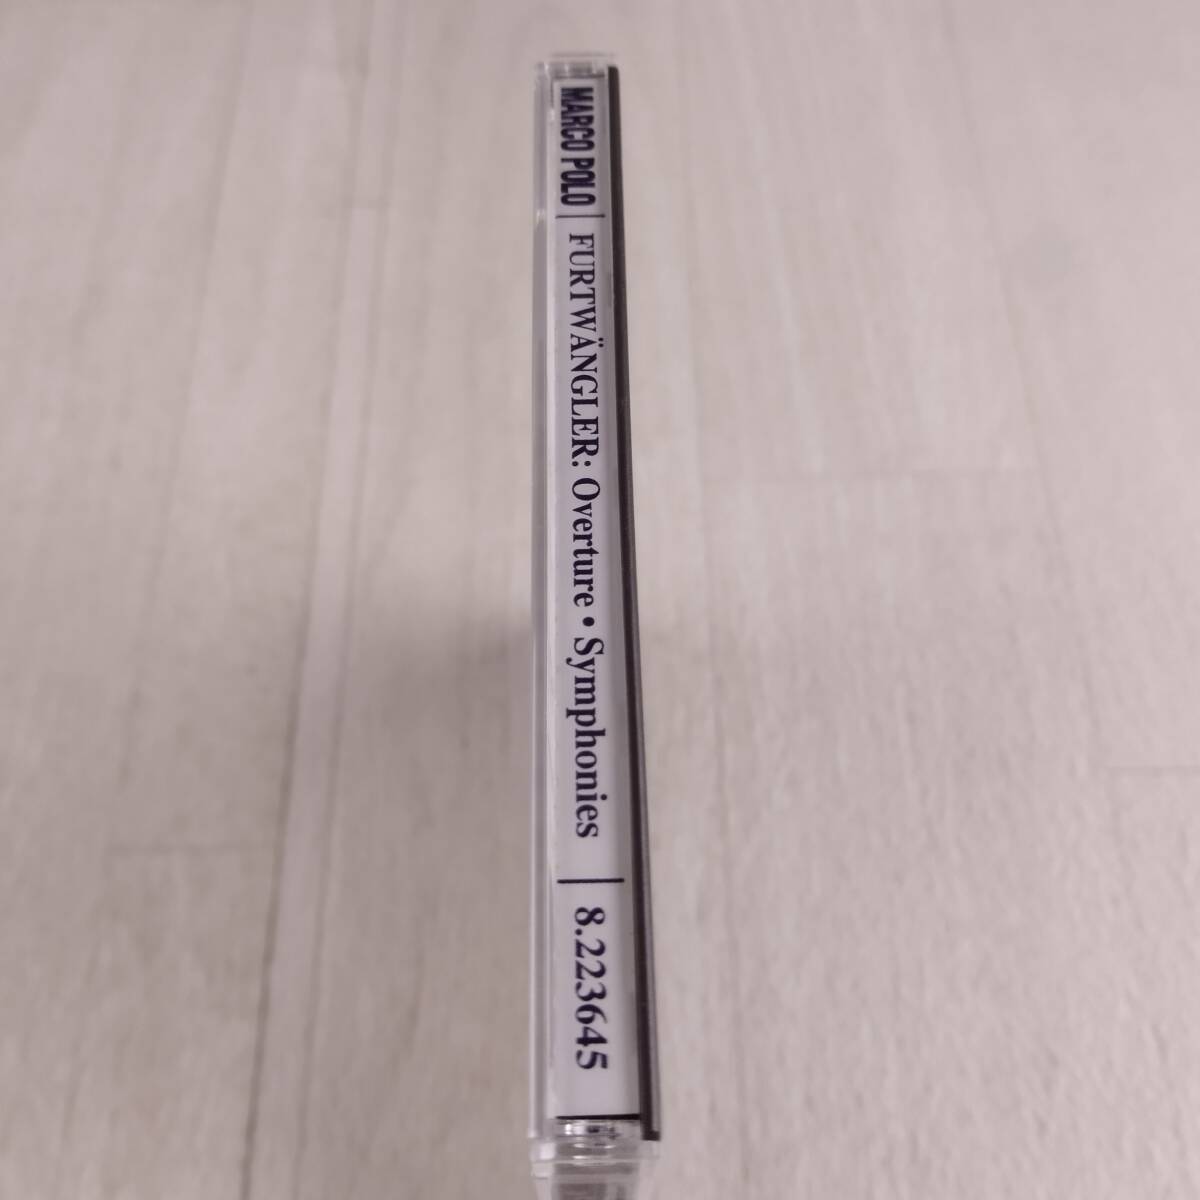 MARCO POLO | FURTWÄNGLER: Overture • Symphonies | 8.223645